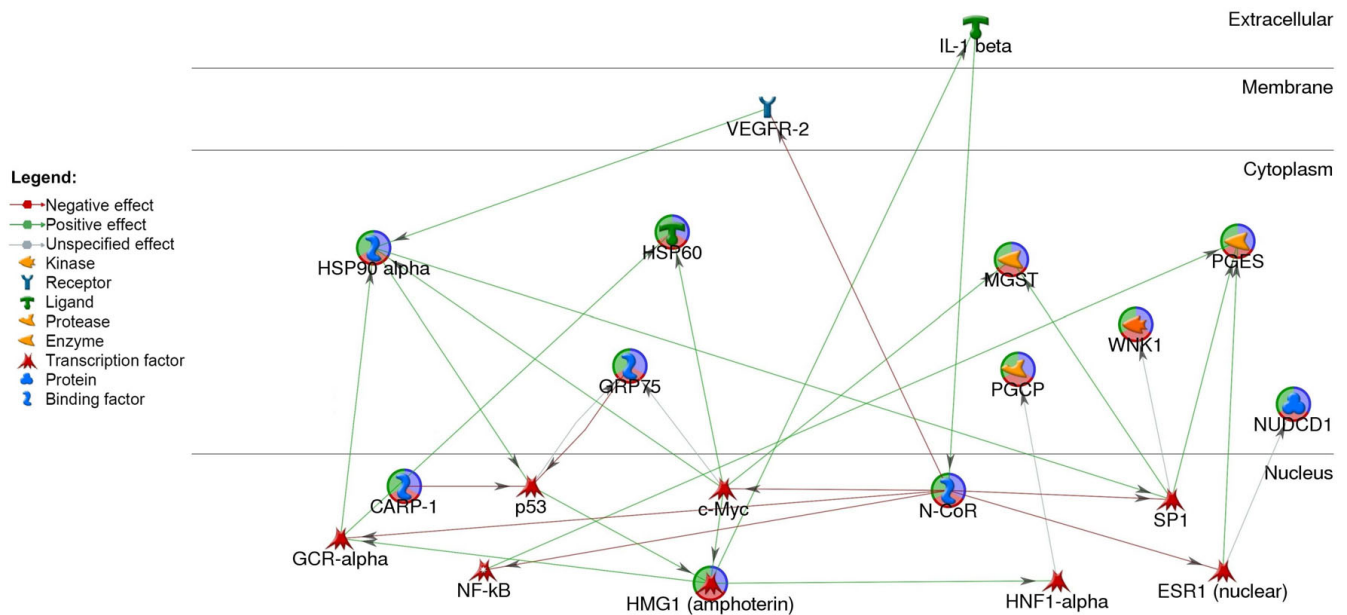 Extracellular
IL-1 beta
Membrane
VEGFR-2
Cytoplasm
Legend:
Negative effect
Positive effect
Unspecified effect
Kinase
Receptor
Ligand
Protease
Enzyme
Transcription factor
Protein
Binding factor
HSP90 alpha
HSP60
MGST
PGES
WNK1
GRP75
PGCP
NUDCD1
Nucleus
CARP-1
p53
c-Myc
N-CoR
SP1
GCR-alpha
NF-kB
HMG1 (amphoterin)
HNF1-alpha
ESR1 (nuclear)